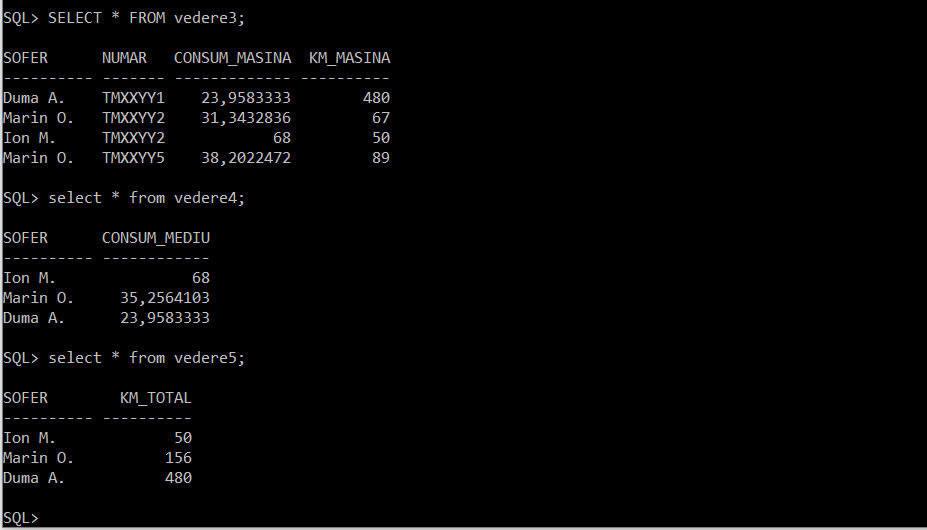 SQL> SELECT * FROM vedere3;
SOFER      NUMAR   CONSUM_MASINA  KM_MASINA
---------- ------- ------------- ----------
Duma A.    TMXXYY1    23,9583333        480
Marin O.   TMXXYY2    31,3432836         67
Ion M.     TMXXYY2            68         50
Marin O.   TMXXYY5    38,2022472         89
SQL> select * from vedere4;
SOFER      CONSUM_MEDIU
---------- ------------
Ion M.               68
Marin O.     35,2564103
Duma A.      23,9583333
SQL> select * from vedere5;
SOFER        KM_TOTAL
---------- ----------
Ion M.             50
Marin O.          156
Duma A.           480
SQL>